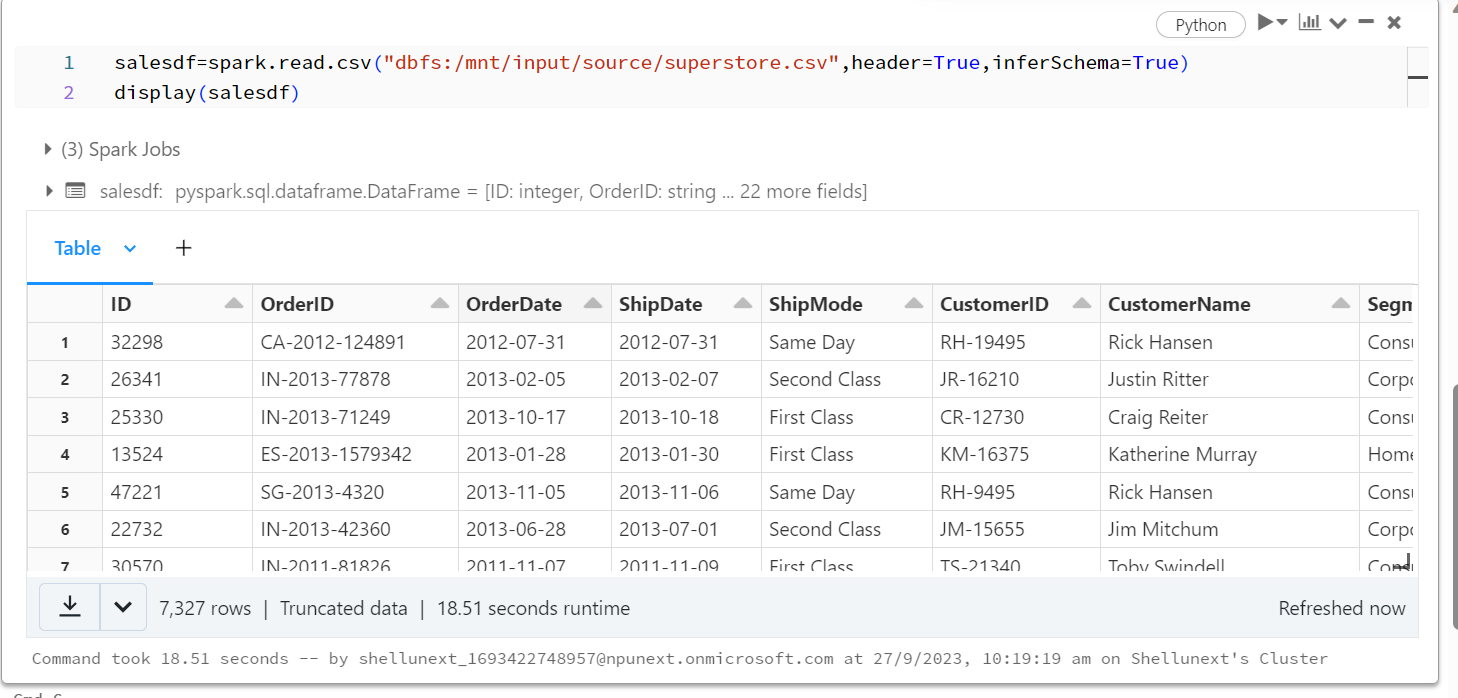 Python
1 salesdf=spark.read.csv("dbfs:/mnt/input/source/superstore.csv",header=True,inferSchema=True)
2 display(salesdf)
(3) Spark Jobs
salesdf: pyspark.sql.dataframe.DataFrame = [ID: integer, OrderID: string ... 22 more fields]
Table +
ID OrderID OrderDate ShipDate ShipMode CustomerID CustomerName Segm
1 32298 CA-2012-124891 2012-07-31 2012-07-31 Same Day RH-19495 Rick Hansen Consu
2 26341 IN-2013-77878 2013-02-05 2013-02-07 Second Class JR-16210 Justin Ritter Corpo
3 25330 IN-2013-71249 2013-10-17 2013-10-18 First Class CR-12730 Craig Reiter Consu
4 13524 ES-2013-1579342 2013-01-28 2013-01-30 First Class KM-16375 Katherine Murray Home
5 47221 SG-2013-4320 2013-11-05 2013-11-06 Same Day RH-9495 Rick Hansen Consu
6 22732 IN-2013-42360 2013-06-28 2013-07-01 Second Class JM-15655 Jim Mitchum Corpo
7 30570 IN-2011-81826 2011-11-07 2011-11-09 First Class TS-21340 Toby Swindell
7,327 rows | Truncated data | 18.51 seconds runtime Refreshed now
Command took 18.51 seconds -- by shellunext_1693422748957@npunext.onmicrosoft.com at 27/9/2023, 10:19:19 am on Shellunext's Cluster